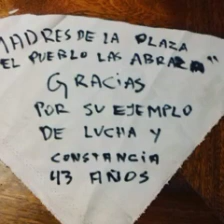 MADRES DE LA PLAZA
EL PUEBLO LAS ABRAZA"
GRACIAS
POR SU EJEMPLO
DE LUCHA Y
CONSTANCIA
43 AÑOS